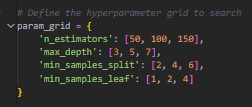 # Define the hyperparameter grid to search
param_grid = {
    'n_estimators': [50, 100, 150],
    'max_depth': [3, 5, 7],
    'min_samples_split': [2, 4, 6],
    'min_samples_leaf': [1, 2, 4]
}